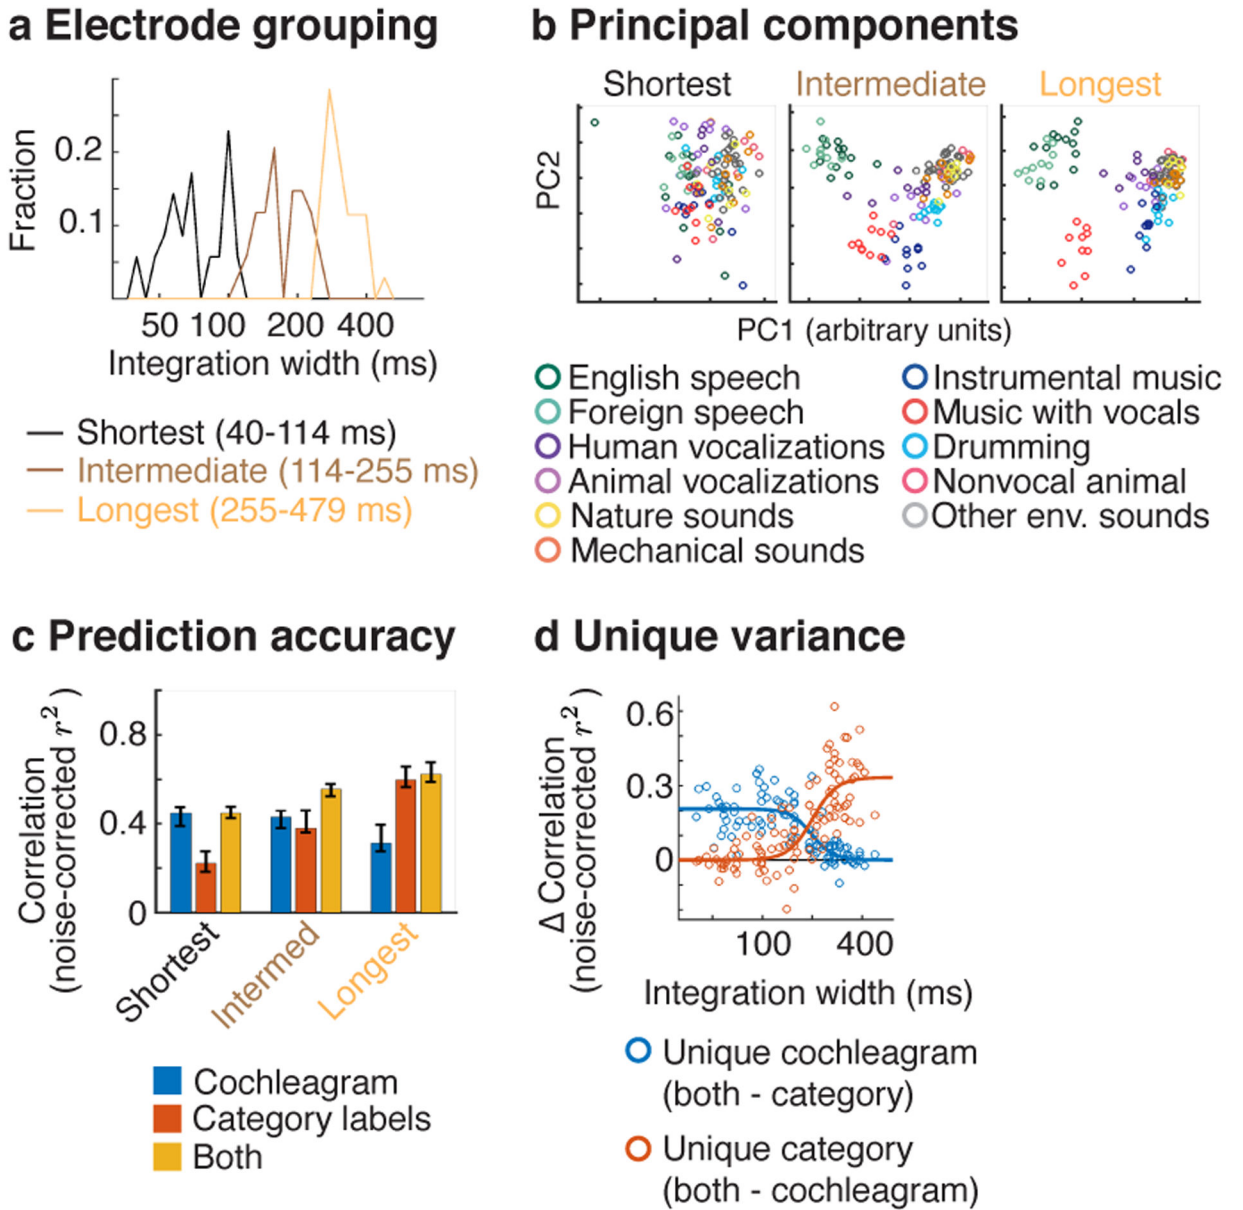 a Electrode grouping
Fraction
0.2
0.1
50 100 200 400
Integration width (ms)
Shortest (40-114 ms)
Intermediate (114-255 ms)
Longest (255-479 ms)
b Principal components
Shortest Intermediate Longest
PC2
PC1 (arbitrary units)
English speech
Foreign speech
Human vocalizations
Animal vocalizations
Nature sounds
Mechanical sounds
Instrumental music
Music with vocals
Drumming
Nonvocal animal
Other env. sounds
c Prediction accuracy
Correlation
(noise-corrected r²)
0.8
0.4
0
Shortest
Intermed
Longest
Cochleagram
Category labels
Both
d Unique variance
Δ Correlation
(noise-corrected r²)
0.6
0.3
0
100 400
Integration width (ms)
Unique cochleagram
(both - category)
Unique category
(both - cochleagram)